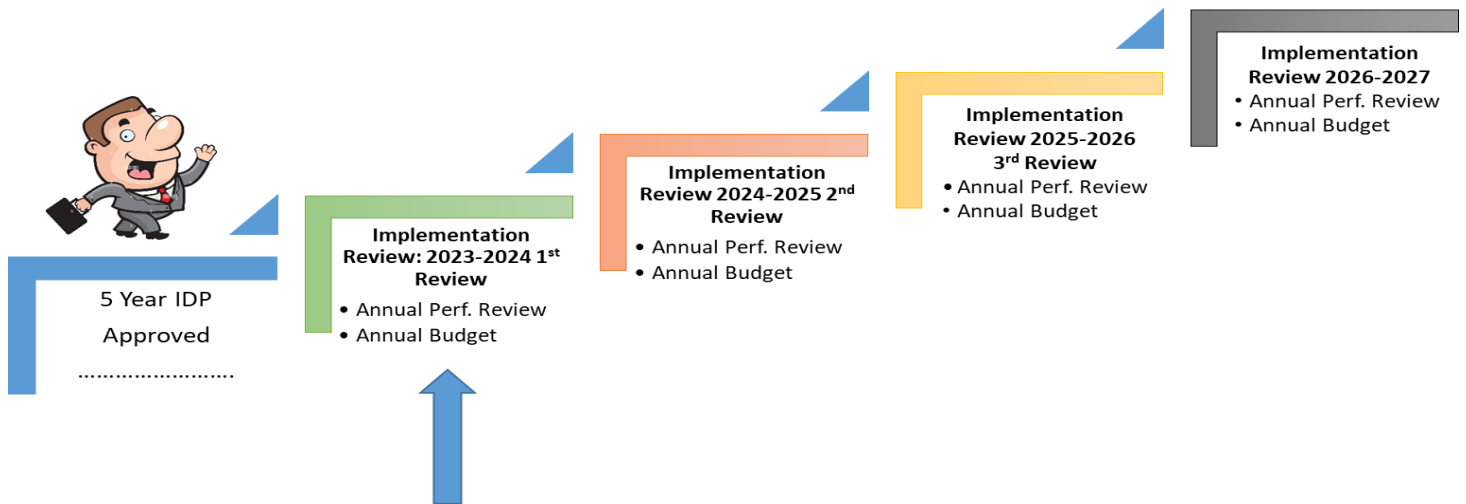 5 Year IDP
Approved
…………………….
Implementation
Review: 2023-2024 1st
Review
• Annual Perf. Review
• Annual Budget
Implementation
Review 2024-2025 2nd
Review
• Annual Perf. Review
• Annual Budget
Implementation
Review 2025-2026
3rd Review
• Annual Perf. Review
• Annual Budget
Implementation
Review 2026-2027
• Annual Perf. Review
• Annual Budget